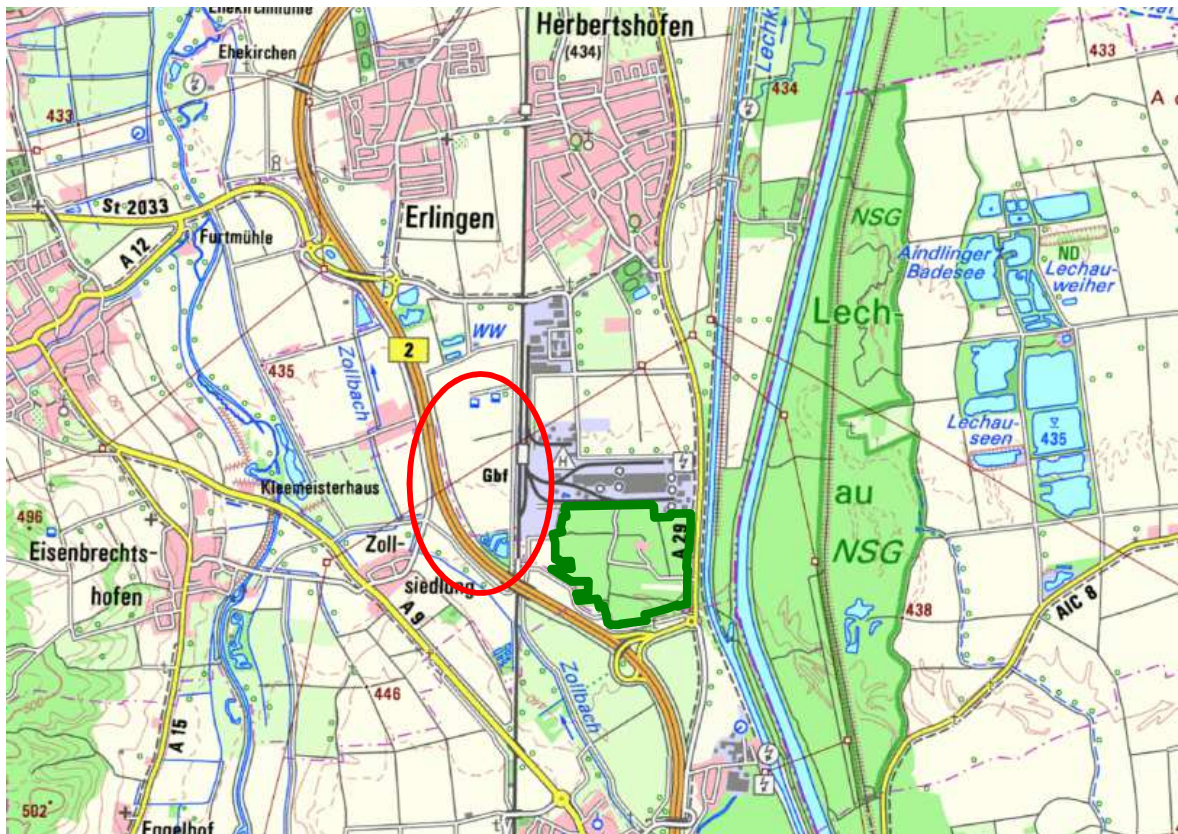 Ehekirchmühle
Herbertshofen
(434)
Ehekirchen
433
Lechk
434
433
A
St 2033
A 12
Furtmühle
Erlingen
NSG
Aindlinger
Badesee
ND
Lechau-
weiher
Lech-
WW
2
435
Zollbach
Lechau-
seen
435
Gbf
H
Kleemeisterhaus
496
Eisenbrechts-
hofen
Zoll-
siedlung
A 29
au
NSG
438
AIC 8
A 9
446
Zollbach
A 15
502
Eggelhof